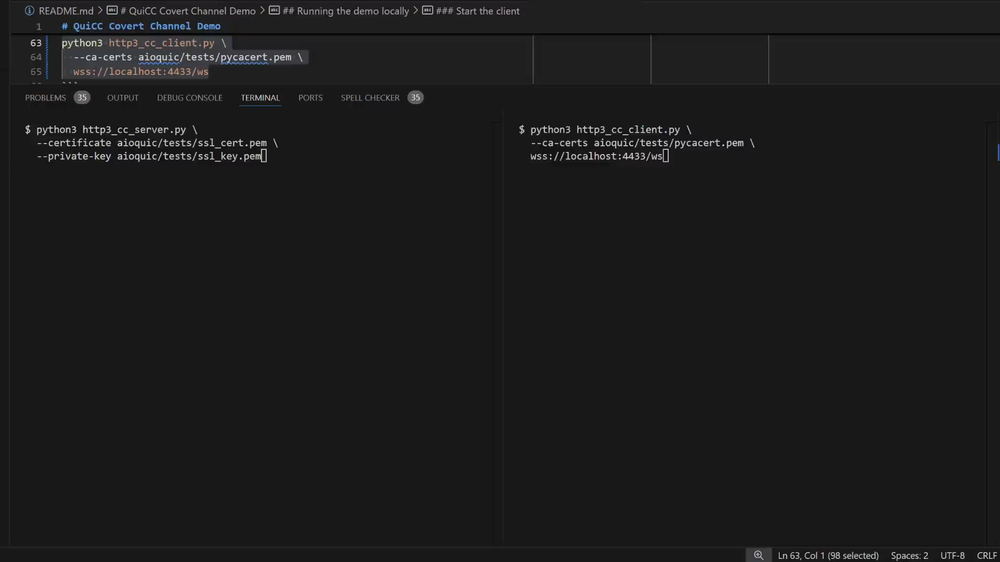 README.md > # QuiCC Covert Channel Demo > ## Running the demo locally > ### Start the client
1 # QuiCC Covert Channel Demo
63 python3 http3_cc_client.py \
64 --ca-certs aioquic/tests/pycacert.pem \
65 wss://localhost:4433/ws
```
PROBLEMS 35 OUTPUT DEBUG CONSOLE TERMINAL PORTS SPELL CHECKER 35
$ python3 http3_cc_server.py \
--certificate aioquic/tests/ssl_cert.pem \
--private-key aioquic/tests/ssl_key.pem
$ python3 http3_cc_client.py \
--ca-certs aioquic/tests/pycacert.pem \
wss://localhost:4433/ws
Ln 63, Col 1 (98 selected) Spaces: 2 UTF-8 CRLF